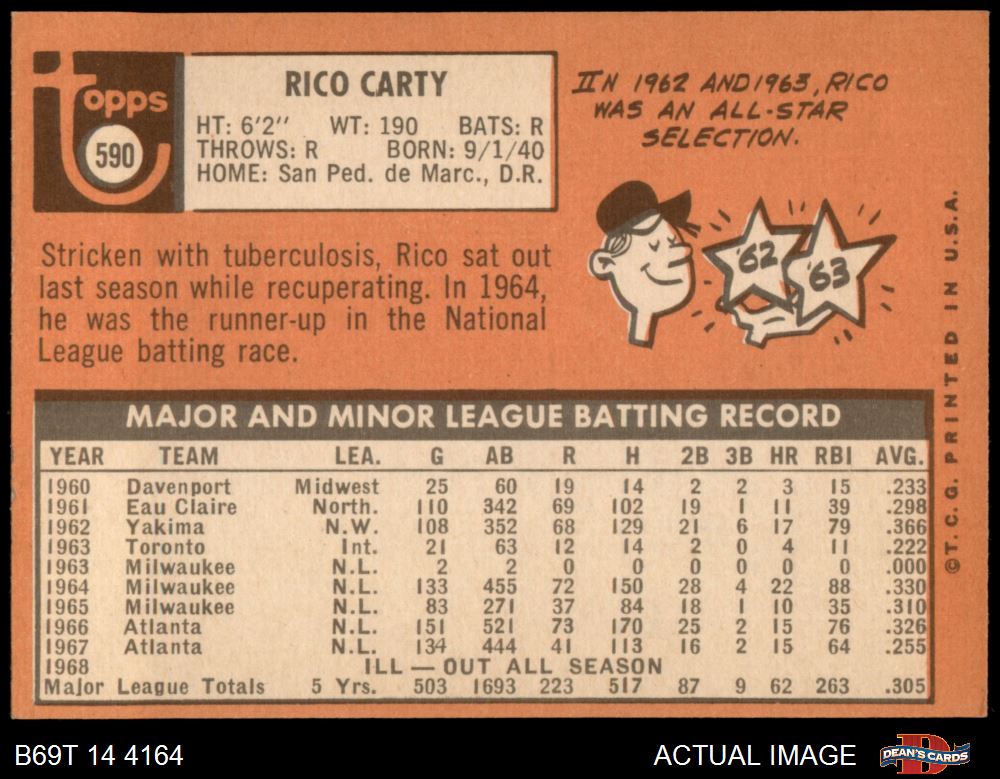 topps
590
RICO CARTY
HT: 6'2" WT: 190 BATS: R
THROWS: R BORN: 9/1/40
HOME: San Ped. de Marc., D.R.
IN 1962 AND 1963, RICO
WAS AN ALL-STAR
SELECTION.
'62
'63
Stricken with tuberculosis, Rico sat out
last season while recuperating. In 1964,
he was the runner-up in the National
League batting race.
MAJOR AND MINOR LEAGUE BATTING RECORD
YEAR TEAM LEA. G AB R H 2B 3B HR RBI AVG.
1960 Davenport Midwest 25 60 19 14 2 2 3 15 .233
1961 Eau Claire North. 110 342 69 102 19 1 11 39 .298
1962 Yakima N.W. 108 352 68 129 21 6 17 79 .366
1963 Toronto Int. 21 63 12 14 2 0 4 11 .222
1963 Milwaukee N.L. 2 2 0 0 0 0 0 0 .000
1964 Milwaukee N.L. 133 455 72 150 28 4 22 88 .330
1965 Milwaukee N.L. 83 271 37 84 18 1 10 35 .310
1966 Atlanta N.L. 151 521 73 170 25 2 15 76 .326
1967 Atlanta N.L. 134 444 41 113 16 2 15 64 .255
1968 ILL — OUT ALL SEASON
Major League Totals 5 Yrs. 503 1693 223 517 87 9 62 263 .305
©T.C.G. PRINTED IN U.S.A.
B69T 14 4164
ACTUAL IMAGE
DEAN'S CARDS